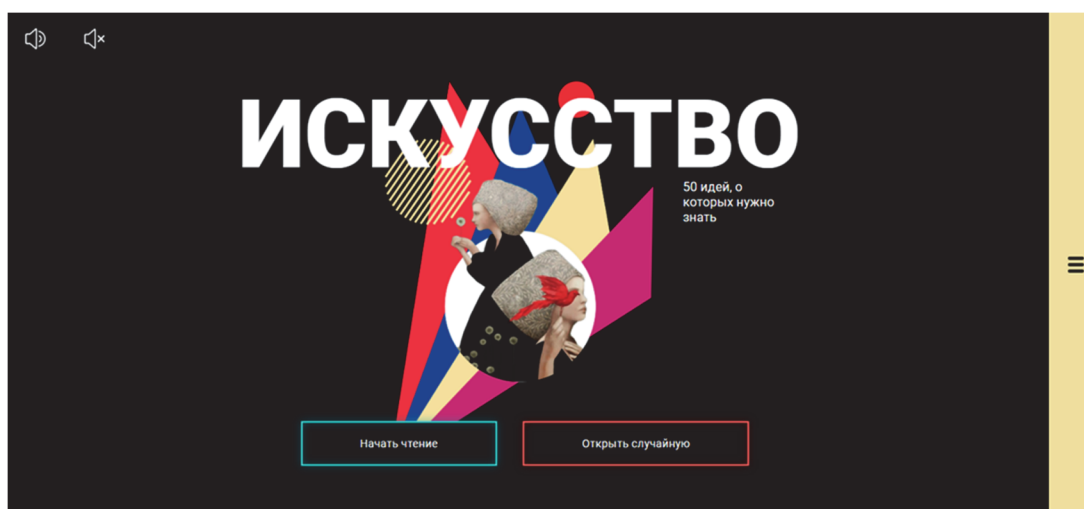 ИСКУССТВО
50 идей, о
которых нужно
знать
Начать чтение
Открыть случайную